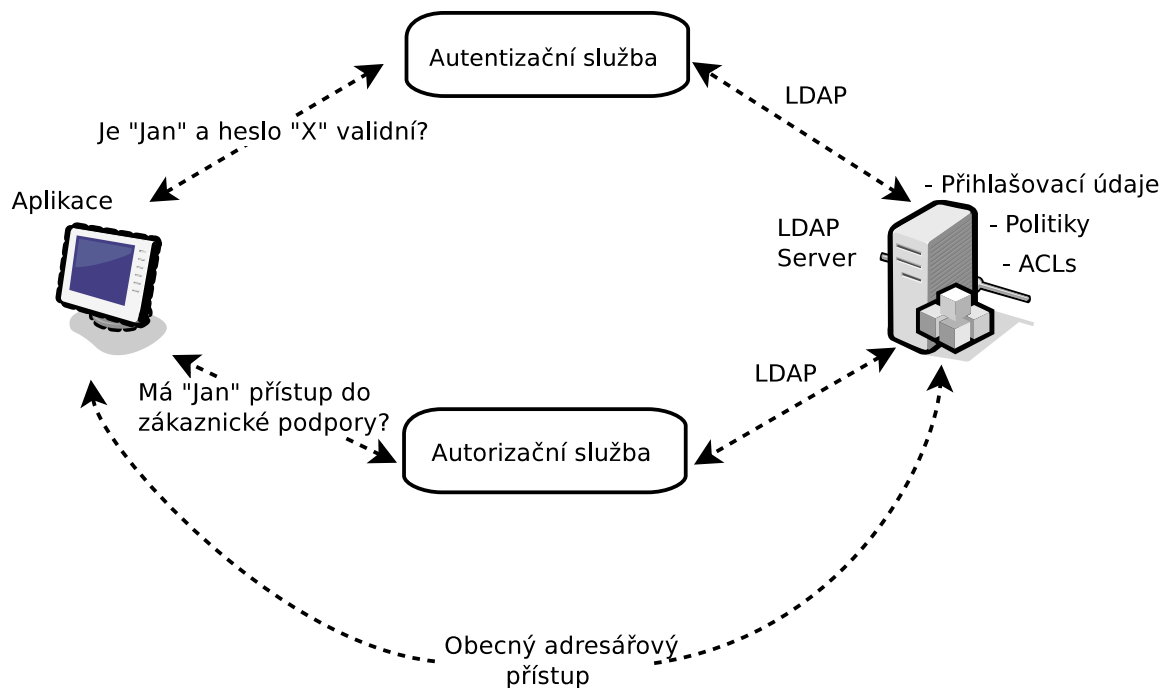 Autentizační služba
LDAP
Je "Jan" a heslo "X" validní?
- Přihlašovací údaje
Aplikace
LDAP
Server
- Politiky
- ACLs
LDAP
Má "Jan" přístup do
zákaznické podpory?
Autorizační služba
Obecný adresářový
přístup